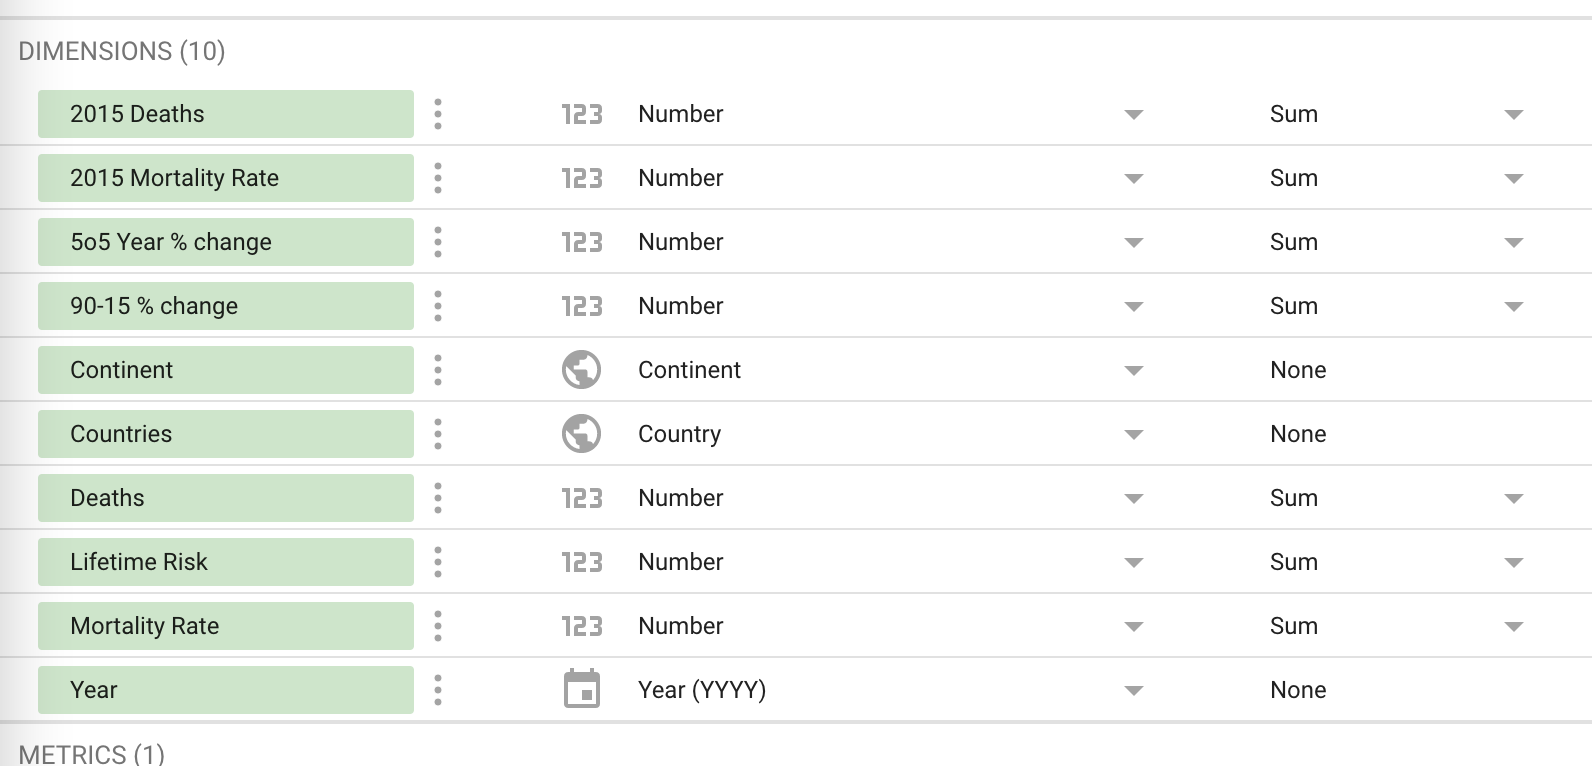 DIMENSIONS (10)
2015 Deaths 123 Number Sum
2015 Mortality Rate 123 Number Sum
5o5 Year % change 123 Number Sum
90-15 % change 123 Number Sum
Continent Continent None
Countries Country None
Deaths 123 Number Sum
Lifetime Risk 123 Number Sum
Mortality Rate 123 Number Sum
Year Year (YYYY) None
METRICS (1)